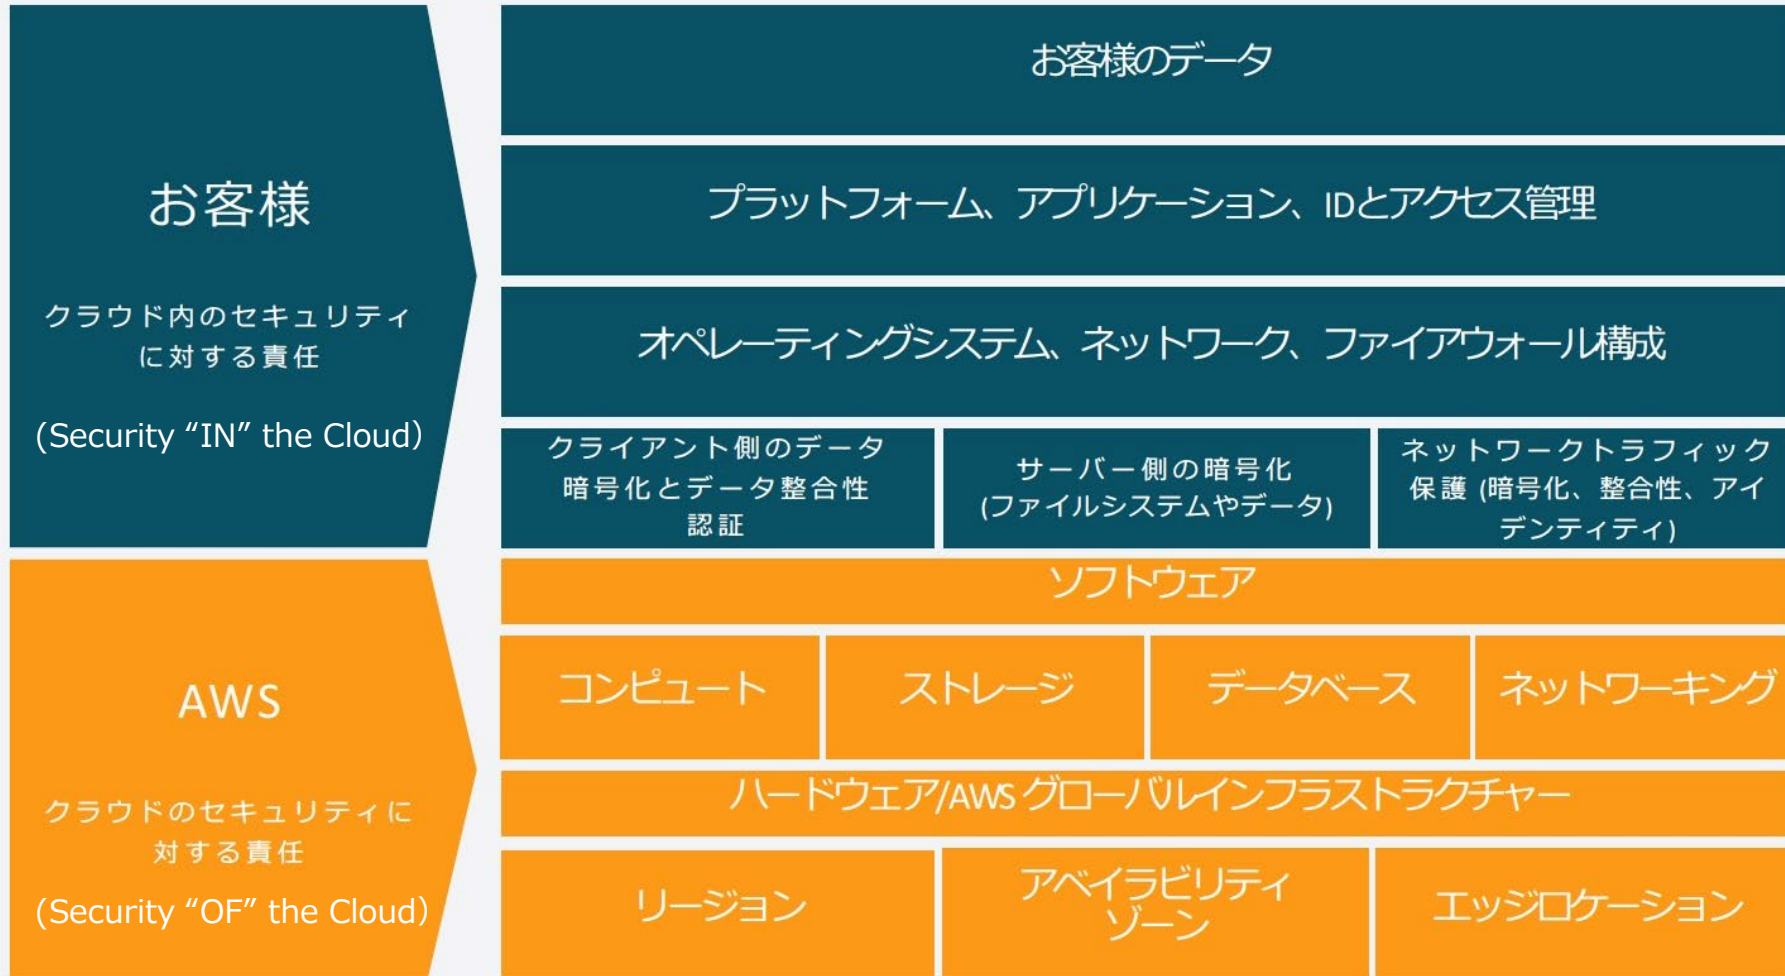 お客様
クラウド内のセキュリティ
に対する責任
(Security “IN” the Cloud)
お客様のデータ
プラットフォーム、アプリケーション、IDとアクセス管理
オペレーティングシステム、ネットワーク、ファイアウォール構成
クライアント側のデータ
暗号化とデータ整合性
認証
サーバー側の暗号化
(ファイルシステムやデータ)
ネットワークトラフィック
保護 (暗号化、整合性、アイ
デンティティ)
AWS
クラウドのセキュリティに
対する責任
(Security “OF” the Cloud)
ソフトウェア
コンピュート
ストレージ
データベース
ネットワーキング
ハードウェア/AWS グローバルインフラストラクチャー
リージョン
アベイラビリティ
ゾーン
エッジロケーション